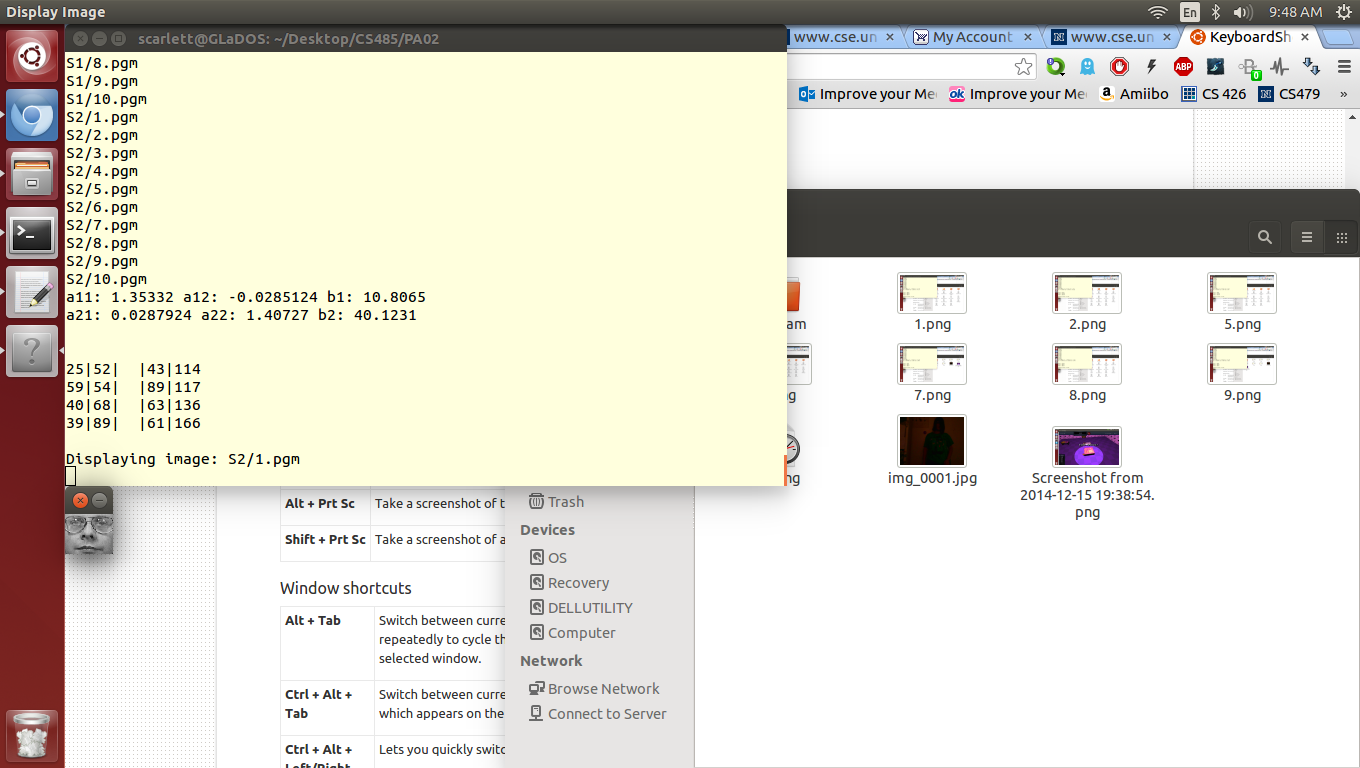 Display Image
En
9:48 AM
scarlett@GLaDOS: ~/Desktop/CS485/PA02
S1/8.pgm
S1/9.pgm
S1/10.pgm
S2/1.pgm
S2/2.pgm
S2/3.pgm
S2/4.pgm
S2/5.pgm
S2/6.pgm
S2/7.pgm
S2/8.pgm
S2/9.pgm
S2/10.pgm
a11: 1.35332 a12: -0.0285124 b1: 10.8065
a21: 0.0287924 a22: 1.40727 b2: 40.1231
25|52|  |43|114
59|54|  |89|117
40|68|  |63|136
39|89|  |61|166
Displaying image: S2/1.pgm
www.cse.un
My Account
www.cse.un
KeyboardSh
ABP
0
Improve your Me
Improve your Me
Amiibo
CS 426
CS479
»
am
1.png
2.png
5.png
ng
7.png
8.png
9.png
ng
img_0001.jpg
Screenshot from
2014-12-15 19:38:54.
png
Alt + Prt Sc
Take a screenshot of t
Shift + Prt Sc
Take a screenshot of a
Window shortcuts
Alt + Tab
Switch between curre
repeatedly to cycle th
selected window.
Ctrl + Alt +
Tab
Switch between curre
which appears on the
Ctrl + Alt +
Left/Right
Lets you quickly switc
Trash
Devices
OS
Recovery
DELLUTILITY
Computer
Network
Browse Network
Connect to Server